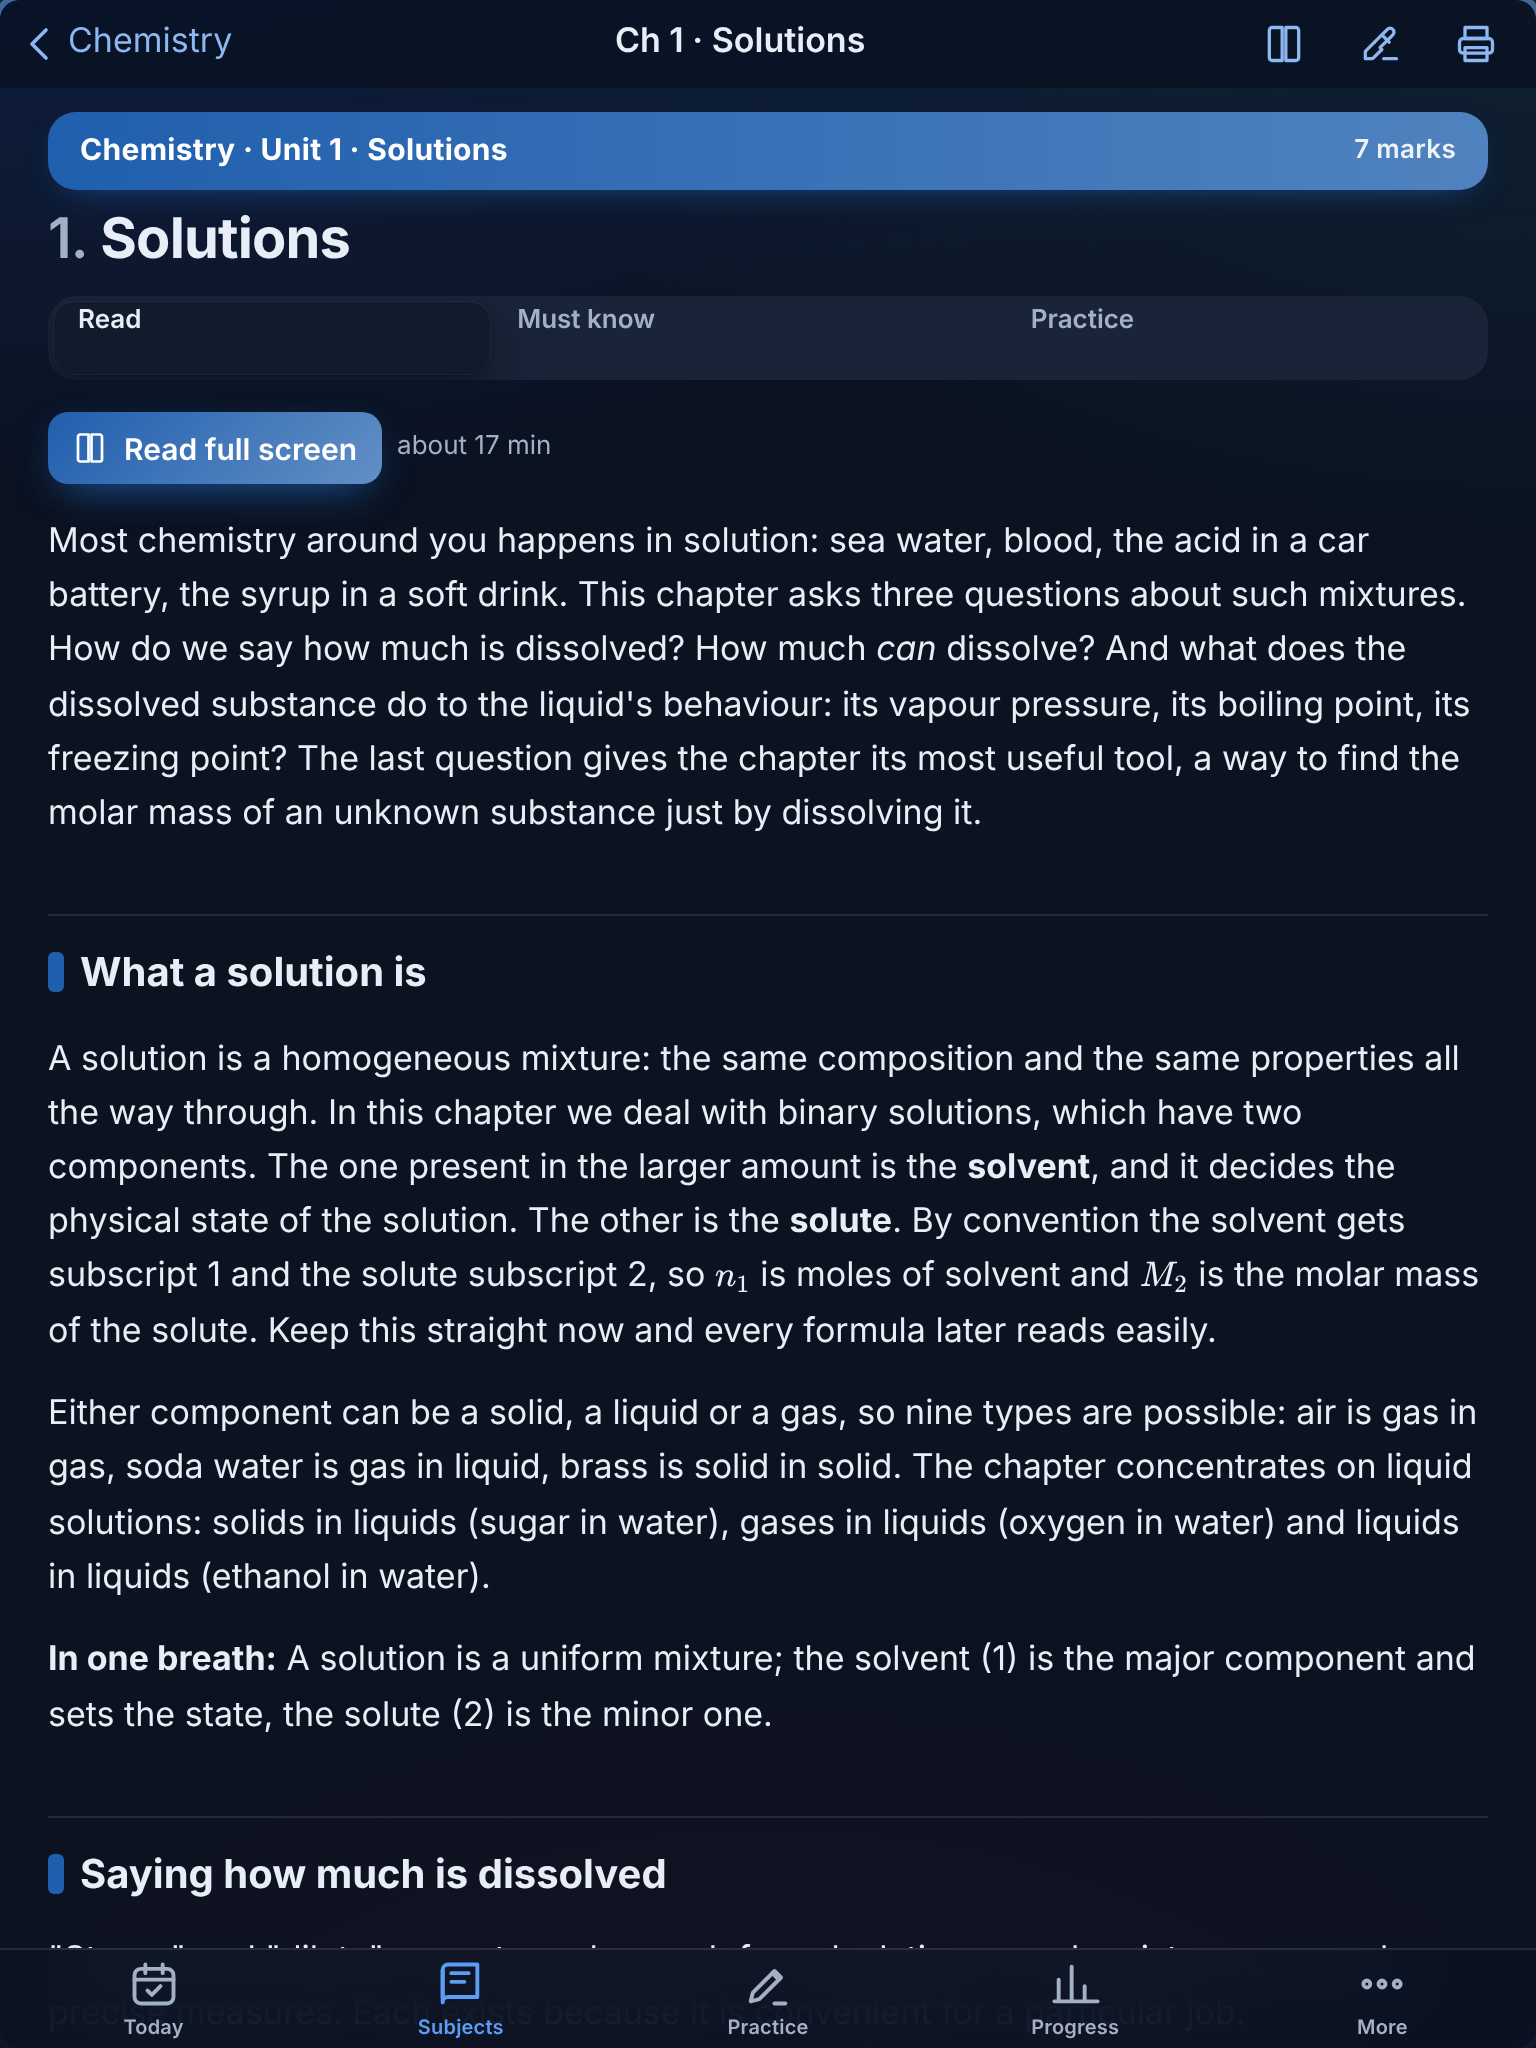 Chemistry
Ch 1 · Solutions
Chemistry · Unit 1 · Solutions
7 marks
1. Solutions
Read
Must know
Practice
Read full screen
about 17 min
Most chemistry around you happens in solution: sea water, blood, the acid in a car
battery, the syrup in a soft drink. This chapter asks three questions about such mixtures.
How do we say how much is dissolved? How much can dissolve? And what does the
dissolved substance do to the liquid's behaviour: its vapour pressure, its boiling point, its
freezing point? The last question gives the chapter its most useful tool, a way to find the
molar mass of an unknown substance just by dissolving it.
What a solution is
A solution is a homogeneous mixture: the same composition and the same properties all
the way through. In this chapter we deal with binary solutions, which have two
components. The one present in the larger amount is the solvent, and it decides the
physical state of the solution. The other is the solute. By convention the solvent gets
subscript 1 and the solute subscript 2, so n₁ is moles of solvent and M₂ is the molar mass
of the solute. Keep this straight now and every formula later reads easily.
Either component can be a solid, a liquid or a gas, so nine types are possible: air is gas in
gas, soda water is gas in liquid, brass is solid in solid. The chapter concentrates on liquid
solutions: solids in liquids (sugar in water), gases in liquids (oxygen in water) and liquids
in liquids (ethanol in water).
In one breath: A solution is a uniform mixture; the solvent (1) is the major component and
sets the state, the solute (2) is the minor one.
Saying how much is dissolved
precise measures. Each exists because it is convenient for a particular job.
Today
Subjects
Practice
Progress
More